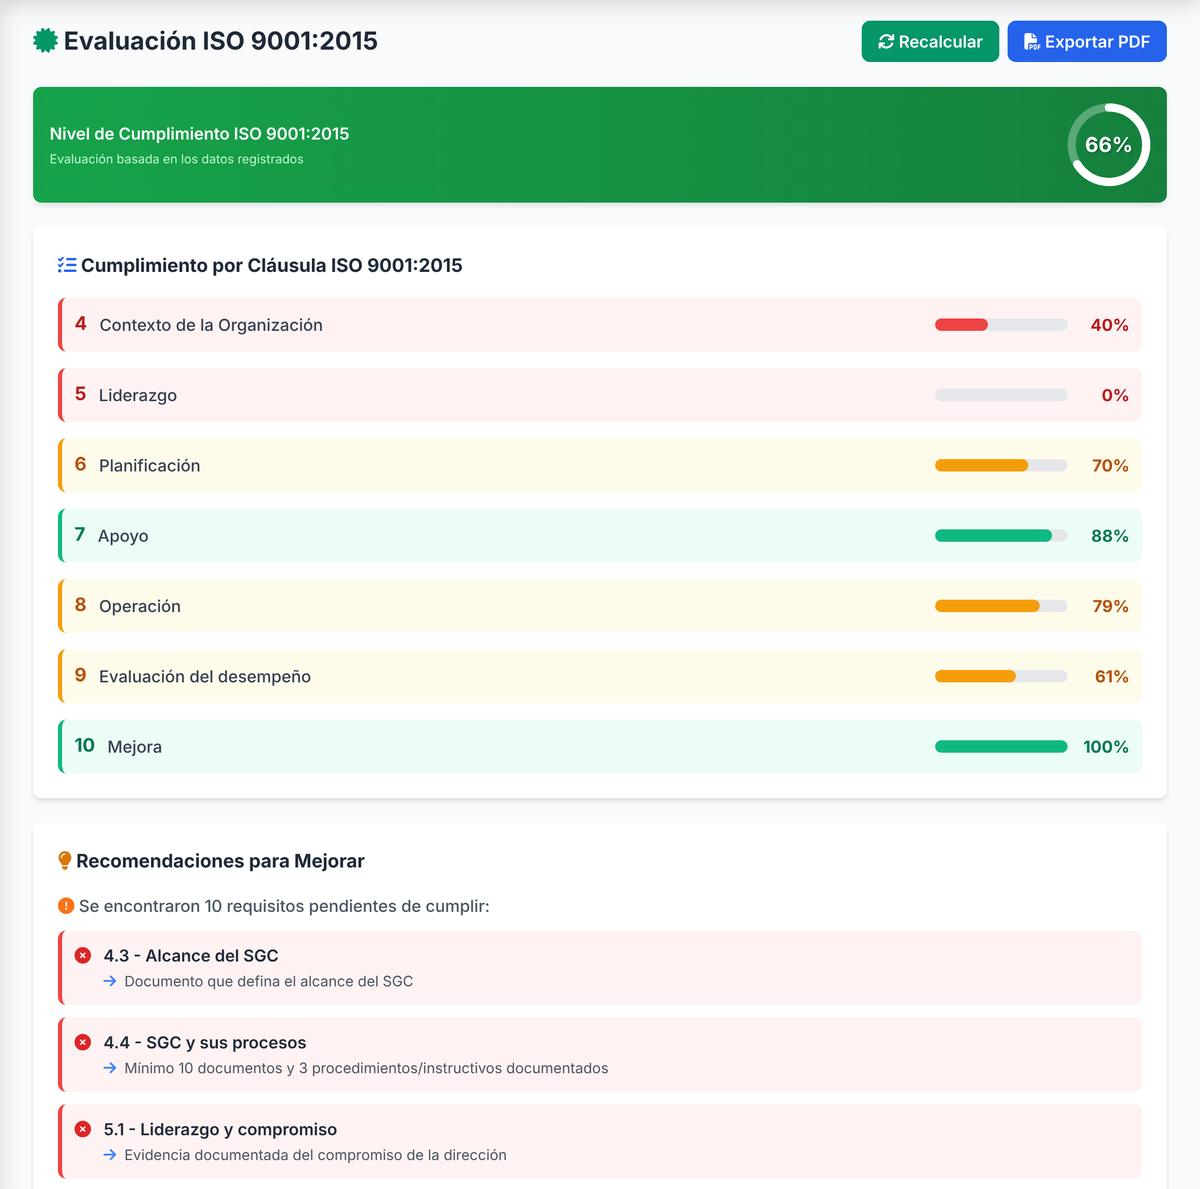 Evaluación ISO 9001:2015
Recalcular
Exportar PDF
Nivel de Cumplimiento ISO 9001:2015
Evaluación basada en los datos registrados
66%
Cumplimiento por Cláusula ISO 9001:2015
4 Contexto de la Organización 40%
5 Liderazgo 0%
6 Planificación 70%
7 Apoyo 88%
8 Operación 79%
9 Evaluación del desempeño 61%
10 Mejora 100%
Recomendaciones para Mejorar
Se encontraron 10 requisitos pendientes de cumplir:
4.3 - Alcance del SGC
→ Documento que defina el alcance del SGC
4.4 - SGC y sus procesos
→ Mínimo 10 documentos y 3 procedimientos/instructivos documentados
5.1 - Liderazgo y compromiso
→ Evidencia documentada del compromiso de la dirección